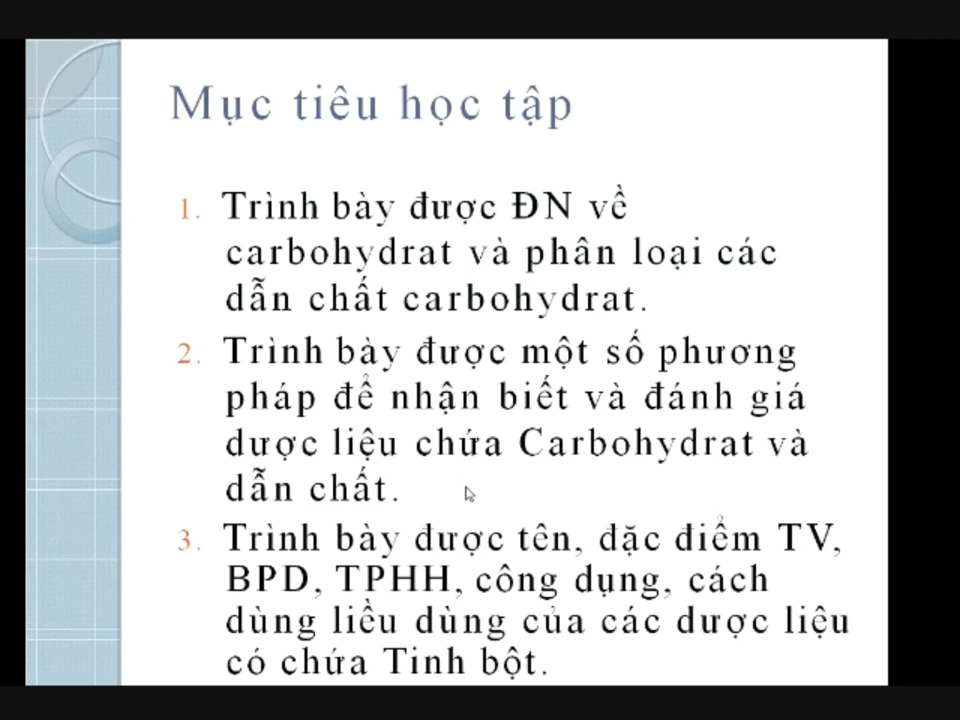 Mục tiêu học tập
1. Trình bày được ĐN về
carbohydrat và phân loại các
dẫn chất carbohydrat.
2. Trình bày được một số phương
pháp để nhận biết và đánh giá
dược liệu chứa Carbohydrat và
dẫn chất.
3. Trình bày được tên, đặc điểm TV,
BPD, TPHH, công dụng, cách
dùng liều dùng của các dược liệu
có chứa Tinh bột.